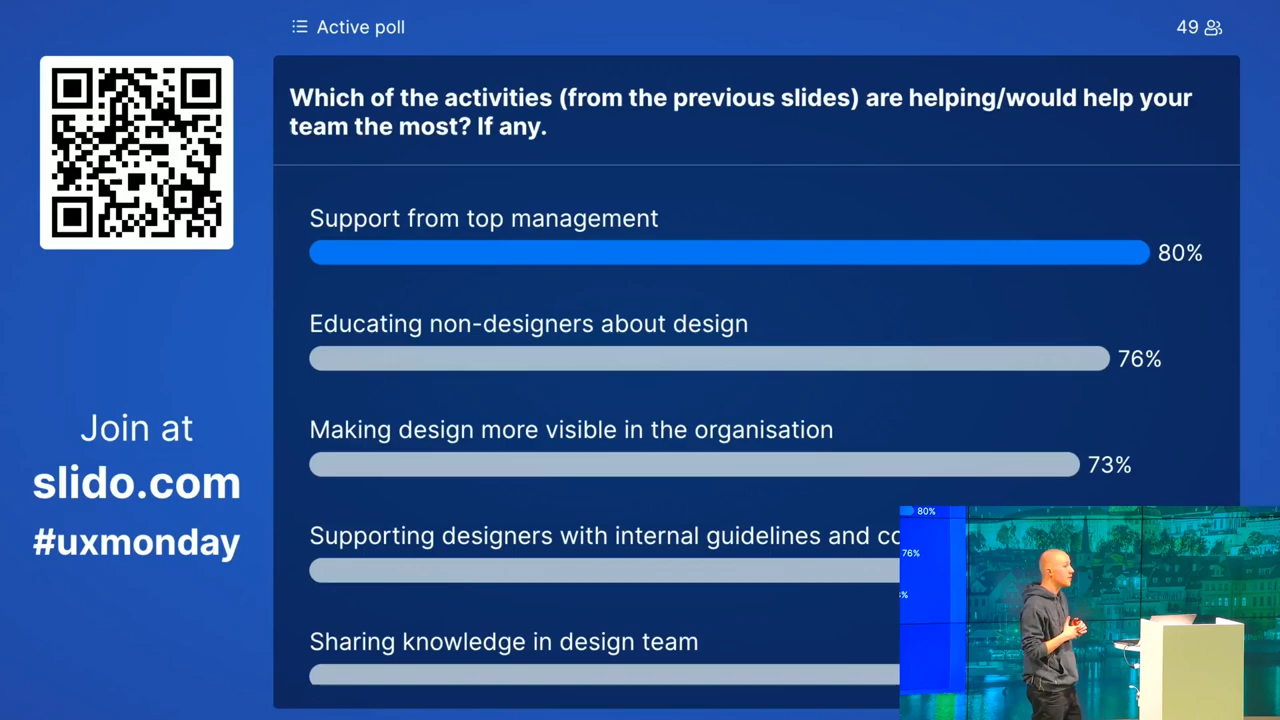 Active poll
49
Which of the activities (from the previous slides) are helping/would help your
team the most? If any.
Support from top management
80%
Educating non-designers about design
76%
Making design more visible in the organisation
73%
Supporting designers with internal guidelines and
Sharing knowledge in design team
Join at
slido.com
#uxmonday
80%
76%